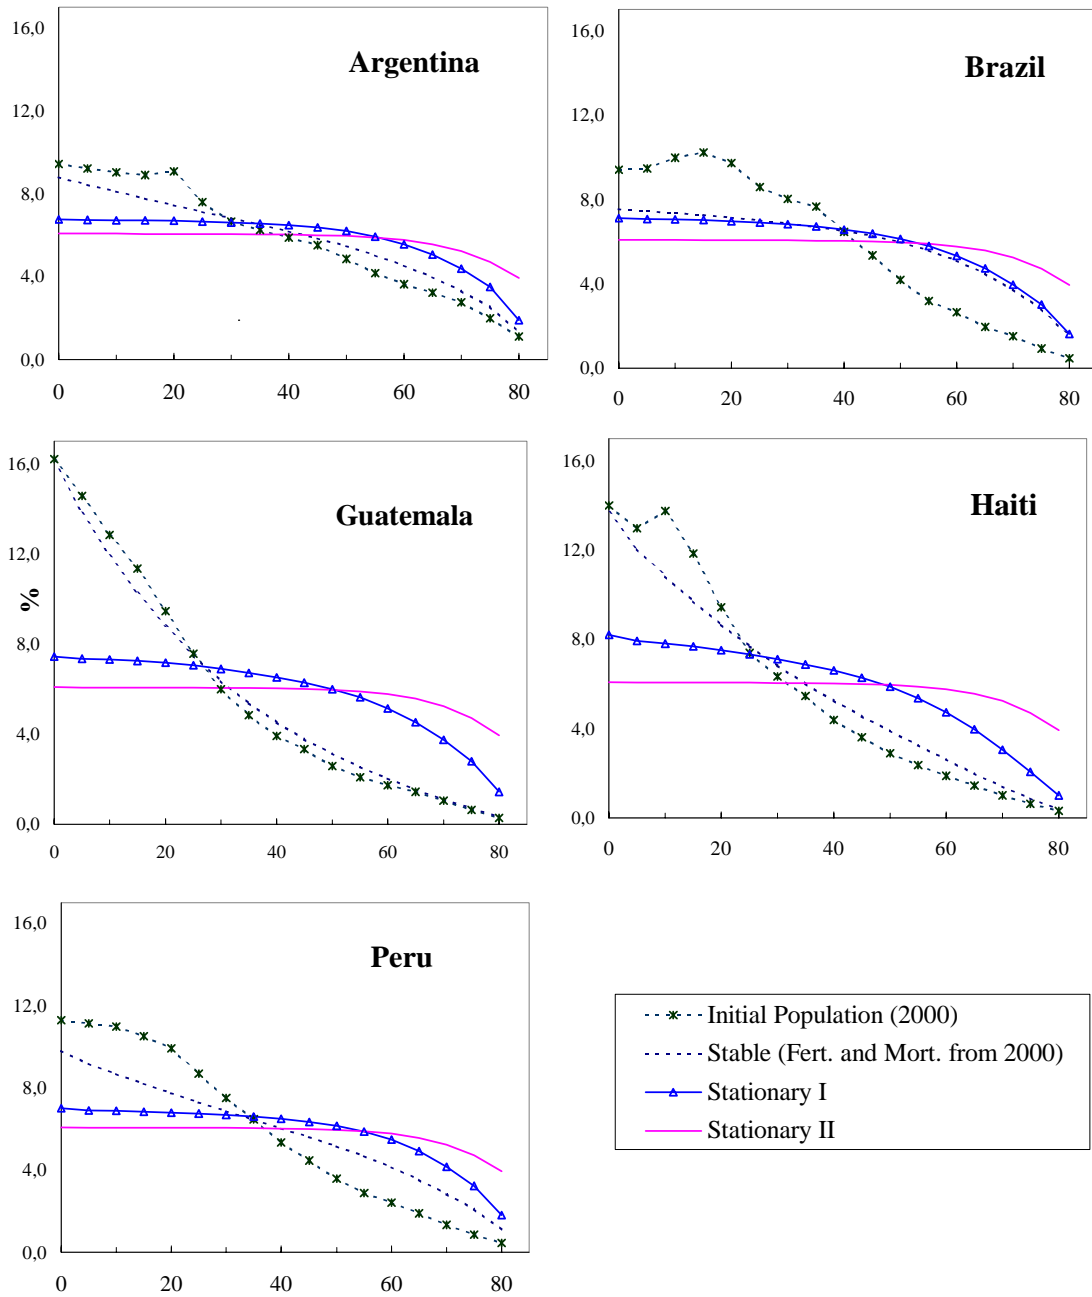 Argentina
16,0
12,0
8,0
4,0
0,0
0 20 40 60 80
Brazil
16,0
12,0
8,0
4,0
0,0
0 20 40 60 80
Guatemala
%
16,0
12,0
8,0
4,0
0,0
0 20 40 60 80
Haiti
16,0
12,0
8,0
4,0
0,0
0 20 40 60 80
Peru
16,0
12,0
8,0
4,0
0,0
0 20 40 60 80
Initial Population (2000)
Stable (Fert. and Mort. from 2000)
Stationary I
Stationary II